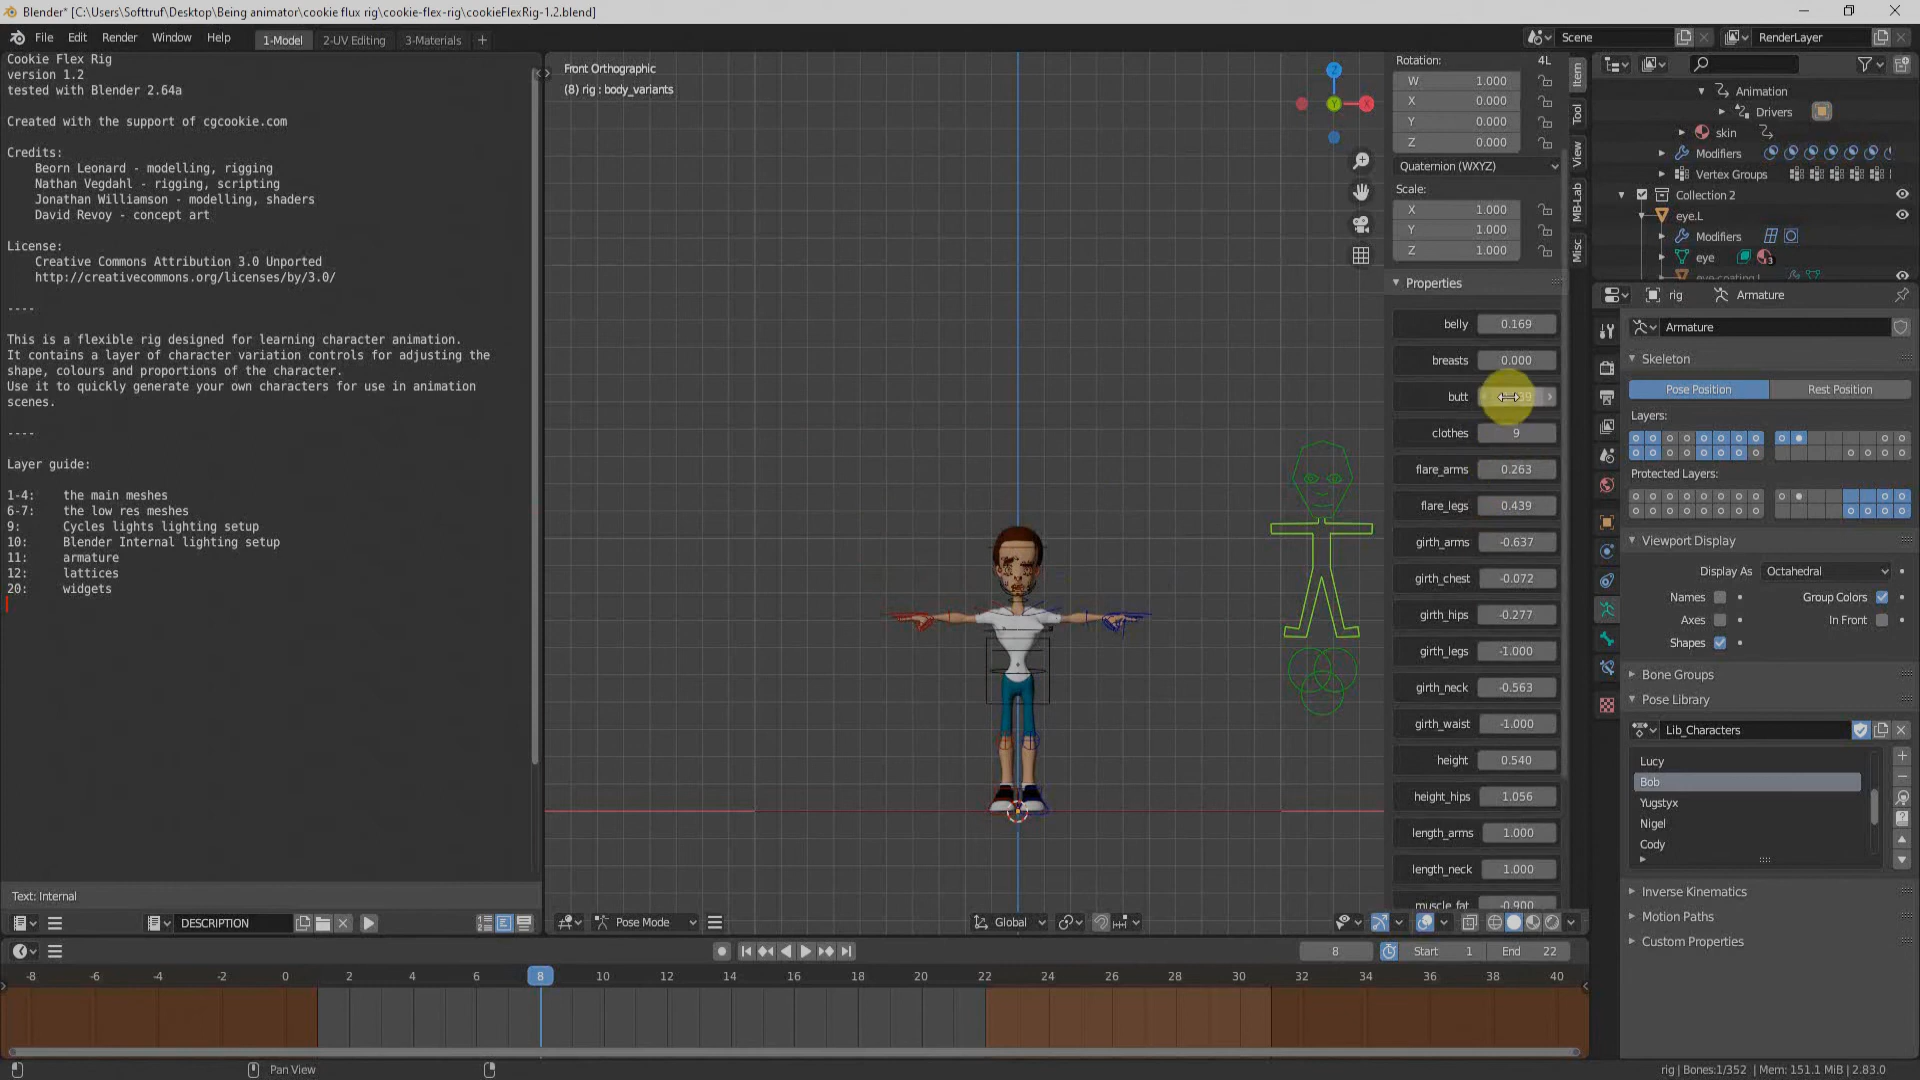 Blender* [C:\Users\Softtruf\Desktop\Being animator\cookie flux rig\cookie-flex-rig\cookieFlexRig-1.2.blend]
File Edit Render Window Help 1-Model 2-UV Editing 3-Materials + Scene RenderLayer
Cookie Flex Rig
version 1.2
tested with Blender 2.64a
Created with the support of cgcookie.com
Credits:
Beorn Leonard - modelling, rigging
Nathan Vegdahl - rigging, scripting
Jonathan Williamson - modelling, shaders
David Revoy - concept art
License:
Creative Commons Attribution 3.0 Unported
http://creativecommons.org/licenses/by/3.0/
----
This is a flexible rig designed for learning character animation.
It contains a layer of character variation controls for adjusting the
shape, colours and proportions of the character.
Use it to quickly generate your own characters for use in animation
scenes.
----
Layer guide:
1-4: the main meshes
6-7: the low res meshes
9: Cycles lights lighting setup
10: Blender Internal lighting setup
11: armature
12: lattices
20: widgets
Text: Internal
DESCRIPTION
Front Orthographic
(8) rig : body_variants
Z
Y
X
Pose Mode
Global
Rotation: 4L
W 1.000
X 0.000
Y 0.000
Z 0.000
Quaternion (WXYZ)
Scale:
X 1.000
Y 1.000
Z 1.000
Properties
belly 0.169
breasts 0.000
butt
clothes 9
flare_arms 0.263
flare_legs 0.439
girth_arms -0.637
girth_chest -0.072
girth_hips -0.277
girth_legs -1.000
girth_neck -0.563
girth_waist -1.000
height 0.540
height_hips 1.056
length_arms 1.000
length_neck 1.000
muscle_fat -0.900
Item
Tool
View
MB-Lab
Misc
Animation
Drivers
skin
Modifiers
Vertex Groups
Collection 2
eye.L
Modifiers
eye 3
eye-coating.L
rig Armature
Armature
Skeleton
Pose Position Rest Position
Layers:
Protected Layers:
Viewport Display
Display As Octahedral
Names Group Colors
Axes In Front
Shapes
Bone Groups
Pose Library
Lib_Characters
Lucy
Bob
Yugstyx
Nigel
Cody
Inverse Kinematics
Motion Paths
Custom Properties
8 Start 1 End 22
-8 -6 -4 -2 0 2 4 6 8 10 12 14 16 18 20 22 24 26 28 30 32 34 36 38 40
Pan View
rig | Bones:1/352 | Mem: 151.1 MiB | 2.83.0